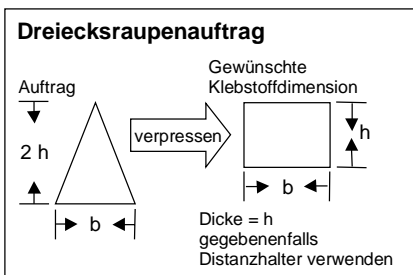 Dreiecksraupenauftrag
Auftrag
2 h
b
verpressen
Gewünschte
Klebstoffdimension
h
b
Dicke = h
gegebenenfalls
Distanzhalter verwenden